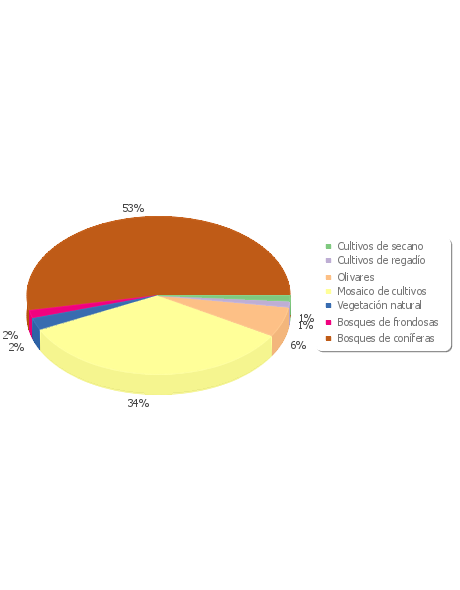 53%
Cultivos de secano
Cultivos de regadío
Olivares
Mosaico de cultivos
Vegetación natural
Bosques de frondosas
Bosques de coníferas
1%
1%
2%
2%
6%
34%